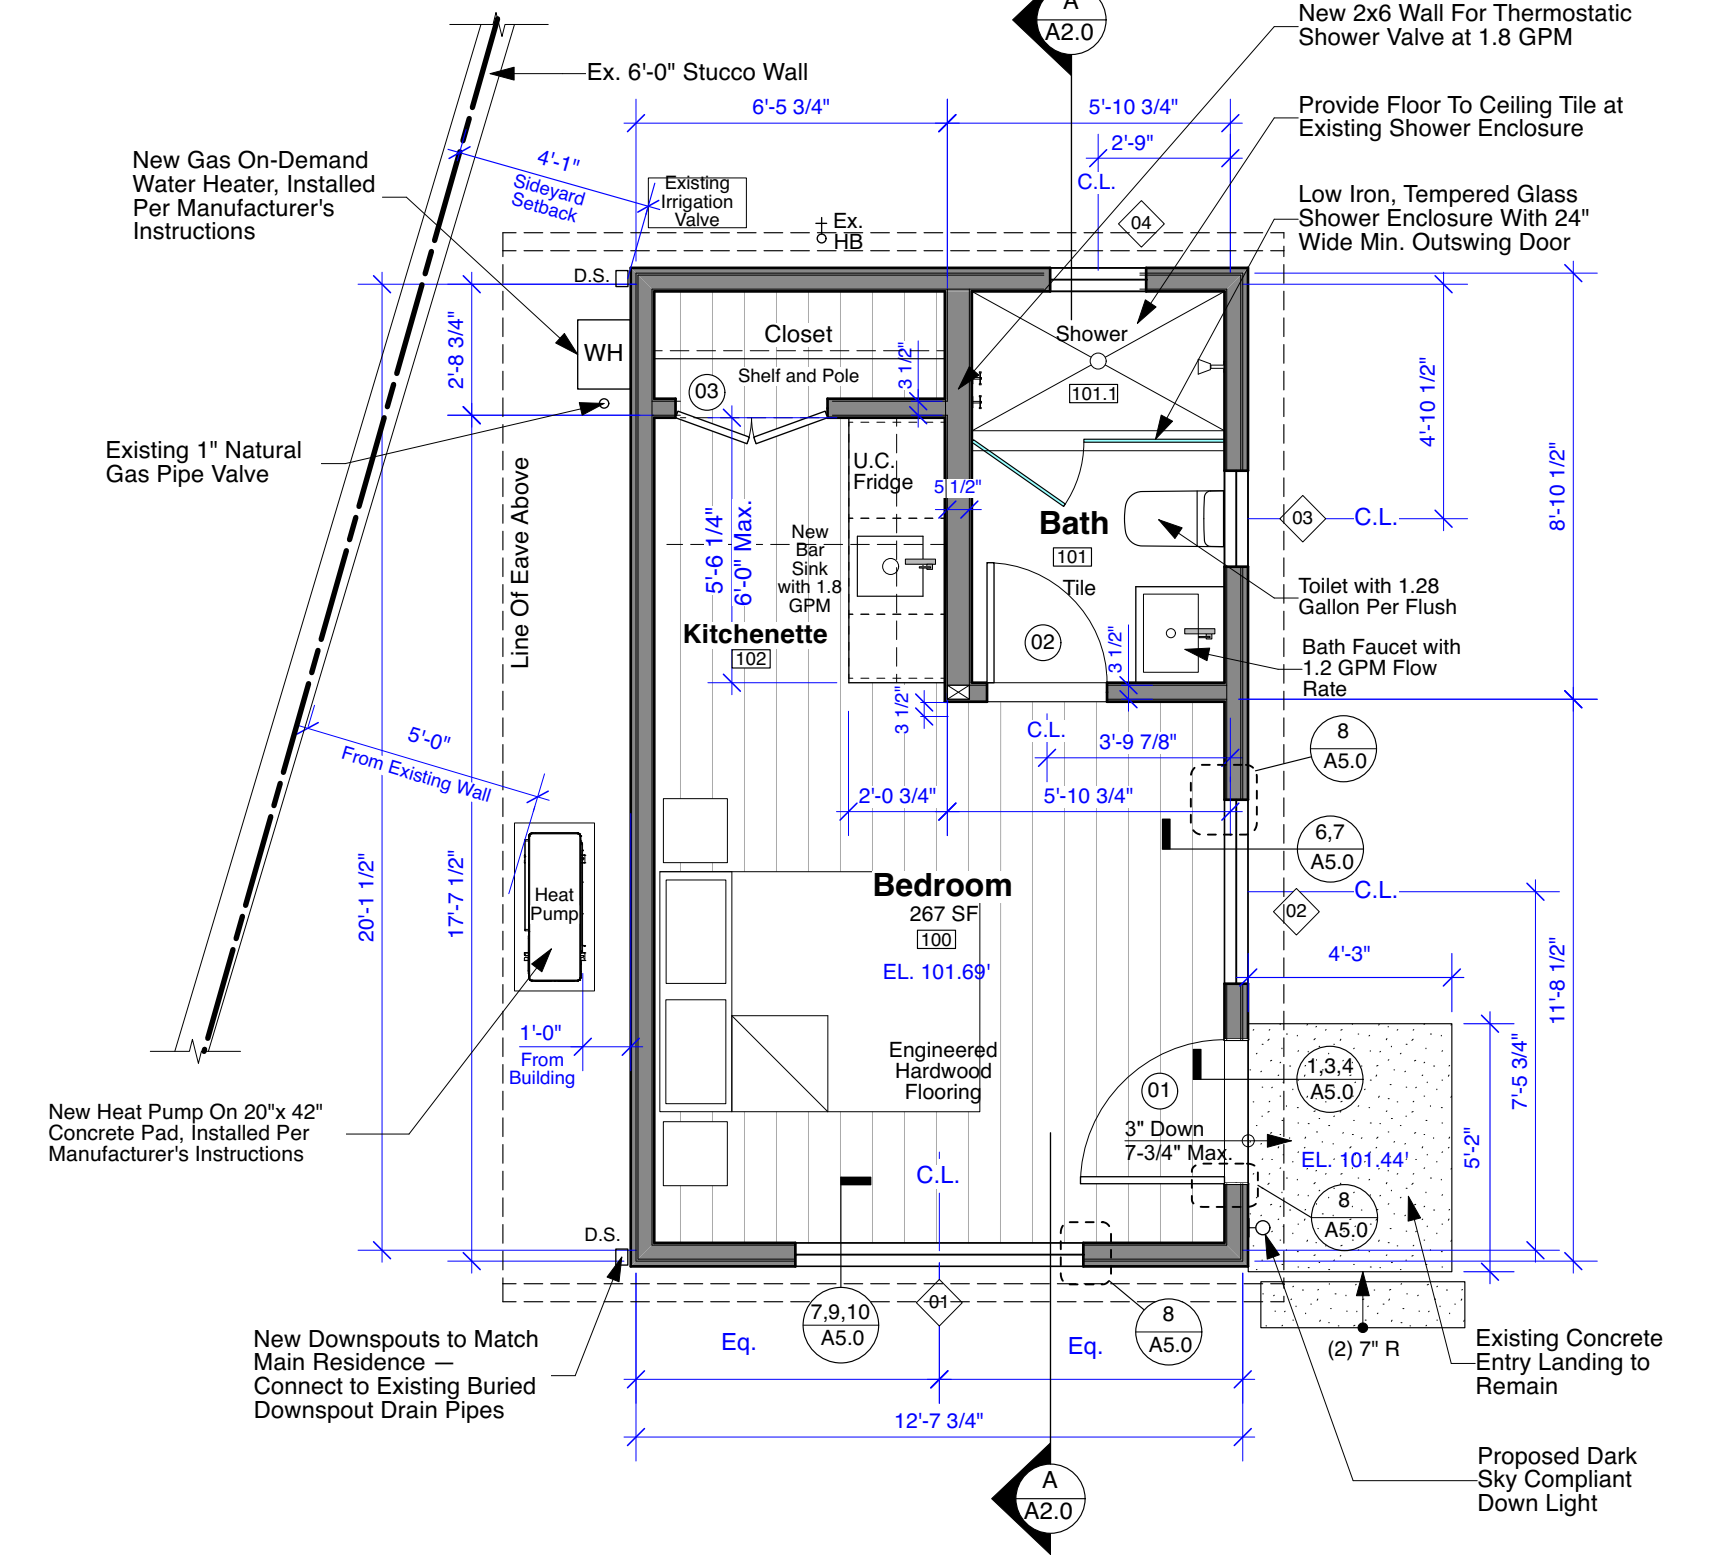 A
A2.0
New 2x6 Wall For Thermostatic
Shower Valve at 1.8 GPM
Ex. 6'-0" Stucco Wall
6'-5 3/4"
5'-10 3/4"
Provide Floor To Ceiling Tile at
Existing Shower Enclosure
2'-9"
C.L.
New Gas On-Demand
Water Heater, Installed
Per Manufacturer's
Instructions
4'-1"
Sideyard
Setback
Existing
Irrigation
Valve
Ex.
HB
04
Low Iron, Tempered Glass
Shower Enclosure With 24"
Wide Min. Outswing Door
D.S.
WH
2'-8 3/4"
Closet
Shelf and Pole
3 1/2"
03
Shower
101.1
4'-10 1/2"
8'-10 1/2"
Existing 1" Natural
Gas Pipe Valve
Line Of Eave Above
U.C.
Fridge
5 1/2"
Bath
101
Tile
03
C.L.
5'-6 1/4"
6'-0" Max.
New
Bar
Sink
with 1.8
GPM
Kitchenette
102
02
3 1/2"
Toilet with 1.28
Gallon Per Flush
Bath Faucet with
1.2 GPM Flow
Rate
3 1/2"
C.L.
3'-9 7/8"
8
A5.0
5'-0"
From Existing Wall
2'-0 3/4"
5'-10 3/4"
6,7
A5.0
20'-1 1/2"
17'-7 1/2"
Heat
Pump
Bedroom
267 SF
100
EL. 101.69'
C.L.
02
4'-3"
11'-8 1/2"
7'-5 3/4"
5'-2"
1'-0"
From
Building
Engineered
Hardwood
Flooring
01
1,3,4
A5.0
3" Down
7-3/4" Max.
EL. 101.44'
New Heat Pump On 20"x 42"
Concrete Pad, Installed Per
Manufacturer's Instructions
C.L.
8
A5.0
D.S.
7,9,10
A5.0
01
8
A5.0
Eq.
Eq.
(2) 7" R
New Downspouts to Match
Main Residence —
Connect to Existing Buried
Downspout Drain Pipes
Existing Concrete
Entry Landing to
Remain
12'-7 3/4"
A
A2.0
Proposed Dark
Sky Compliant
Down Light